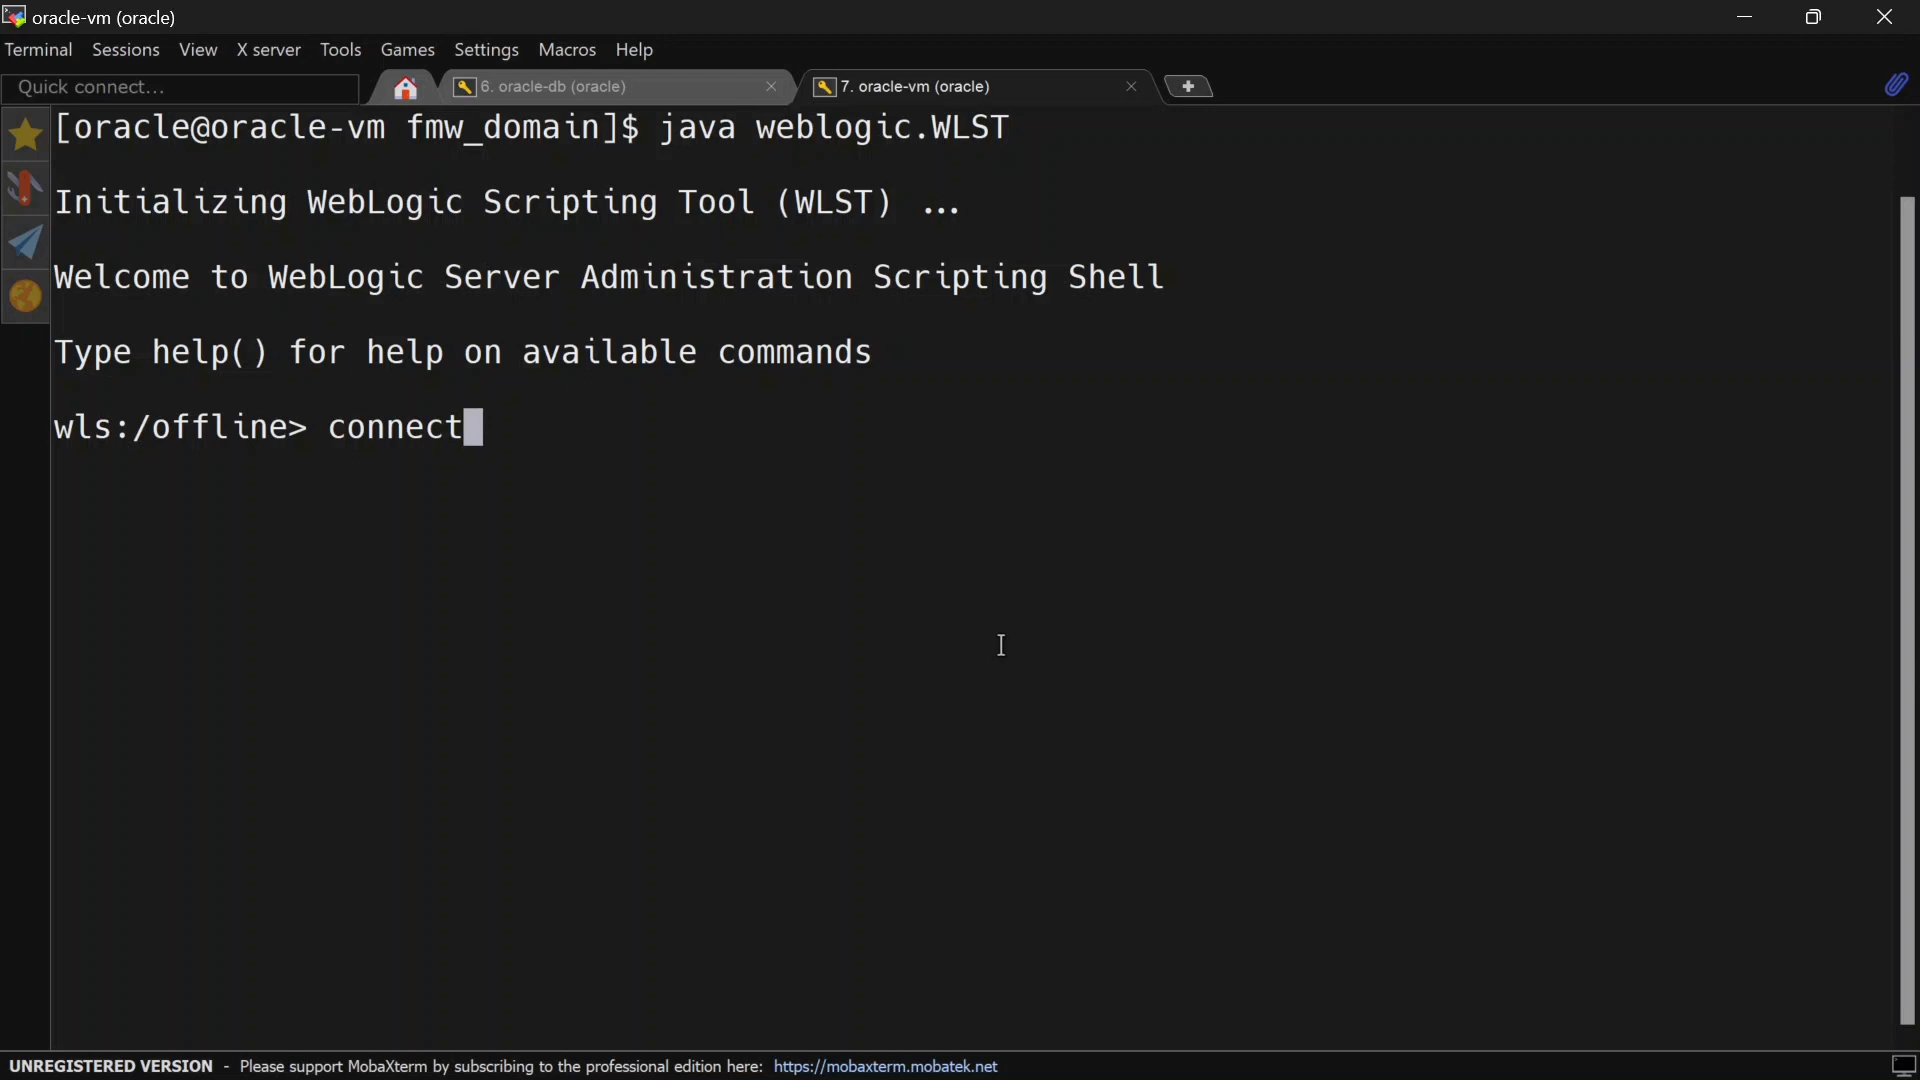 oracle-vm (oracle)
Terminal Sessions View X server Tools Games Settings Macros Help
Quick connect... 6. oracle-db (oracle) 7. oracle-vm (oracle)
[oracle@oracle-vm fmw_domain]$ java weblogic.WLST
Initializing WebLogic Scripting Tool (WLST) ...
Welcome to WebLogic Server Administration Scripting Shell
Type help() for help on available commands
wls:/offline> connect
UNREGISTERED VERSION - Please support MobaXterm by subscribing to the professional edition here: https://mobaxterm.mobatek.net